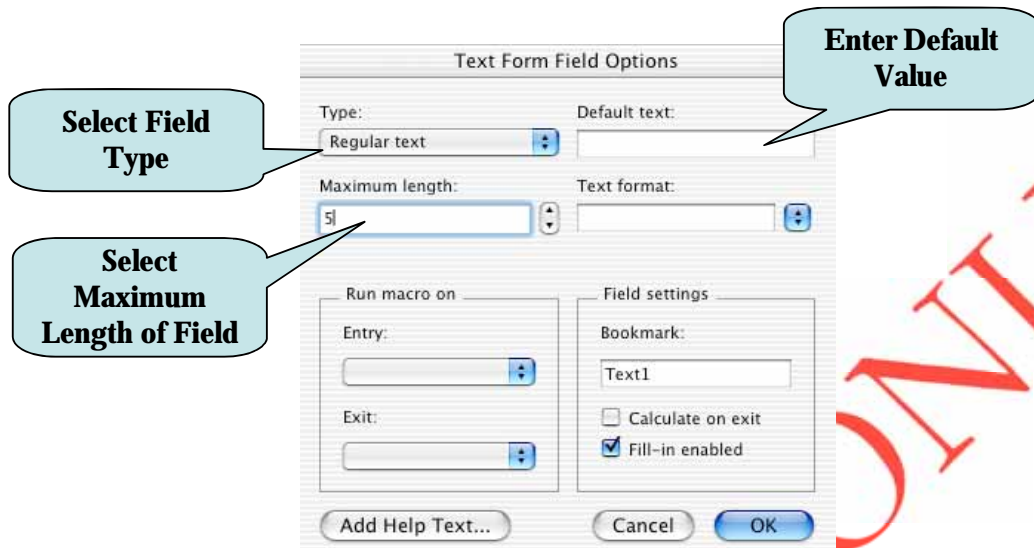 Enter Default
Value
Text Form Field Options
Select Field
Type
Type:
Default text:
Regular text
Maximum length:
Text format:
5
Select
Maximum
Length of Field
Run macro on
Field settings
Entry:
Bookmark:
Text1
Exit:
Calculate on exit
Fill-in enabled
Add Help Text...
Cancel
OK